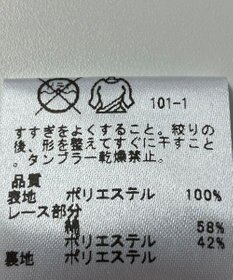 101-1
すすぎをよくすること。絞りの
後、形を整えてすぐに干すこと
。タンブラー乾燥禁止。
品質
表地 ポリエステル 100%
レース部分
綿 58%
ポリエステル 42%
裏地 ポリエステル